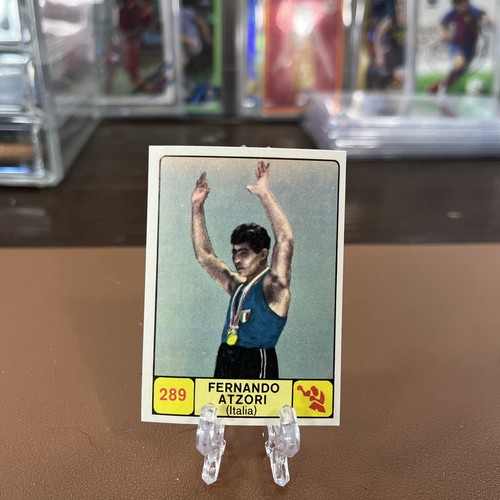 289
FERNANDO
ATZORI
(Italia)